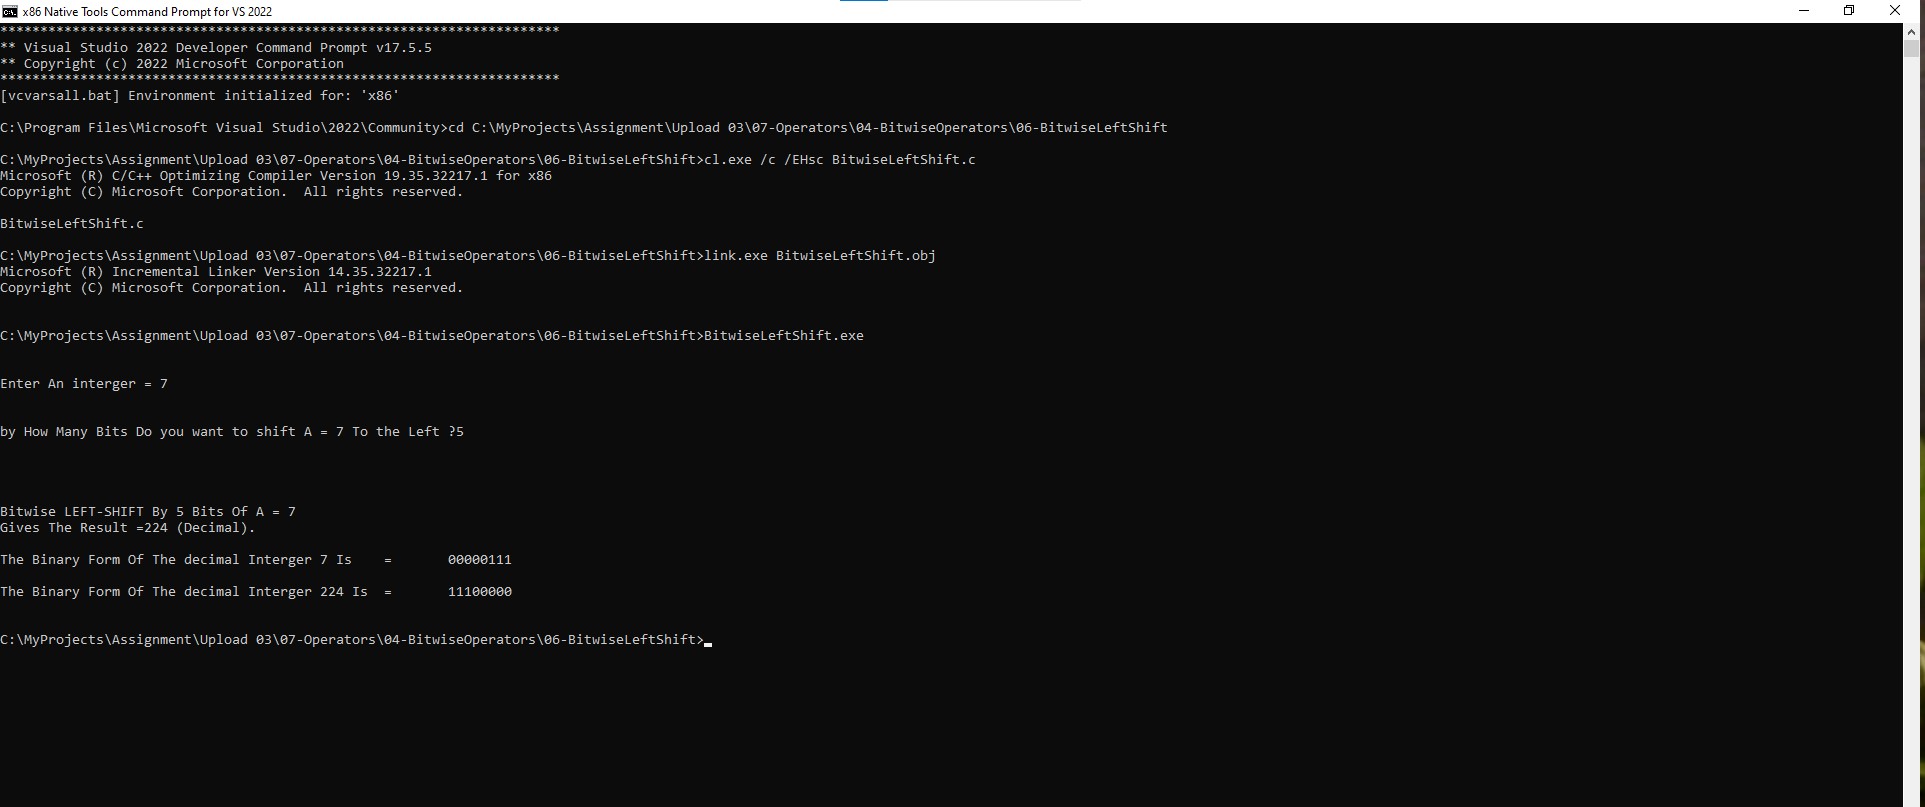 x86 Native Tools Command Prompt for VS 2022
**********************************************************************
** Visual Studio 2022 Developer Command Prompt v17.5.5
** Copyright (c) 2022 Microsoft Corporation
**********************************************************************
[vcvarsall.bat] Environment initialized for: 'x86'
C:\Program Files\Microsoft Visual Studio\2022\Community>cd C:\MyProjects\Assignment\Upload 03\07-Operators\04-BitwiseOperators\06-BitwiseLeftShift
C:\MyProjects\Assignment\Upload 03\07-Operators\04-BitwiseOperators\06-BitwiseLeftShift>cl.exe /c /EHsc BitwiseLeftShift.c
Microsoft (R) C/C++ Optimizing Compiler Version 19.35.32217.1 for x86
Copyright (C) Microsoft Corporation.  All rights reserved.
BitwiseLeftShift.c
C:\MyProjects\Assignment\Upload 03\07-Operators\04-BitwiseOperators\06-BitwiseLeftShift>link.exe BitwiseLeftShift.obj
Microsoft (R) Incremental Linker Version 14.35.32217.1
Copyright (C) Microsoft Corporation.  All rights reserved.
C:\MyProjects\Assignment\Upload 03\07-Operators\04-BitwiseOperators\06-BitwiseLeftShift>BitwiseLeftShift.exe
Enter An interger = 7
by How Many Bits Do you want to shift A = 7 To the Left ?5
Bitwise LEFT-SHIFT By 5 Bits Of A = 7
Gives The Result =224 (Decimal).
The Binary Form Of The decimal Interger 7 Is    =       00000111
The Binary Form Of The decimal Interger 224 Is  =       11100000
C:\MyProjects\Assignment\Upload 03\07-Operators\04-BitwiseOperators\06-BitwiseLeftShift>